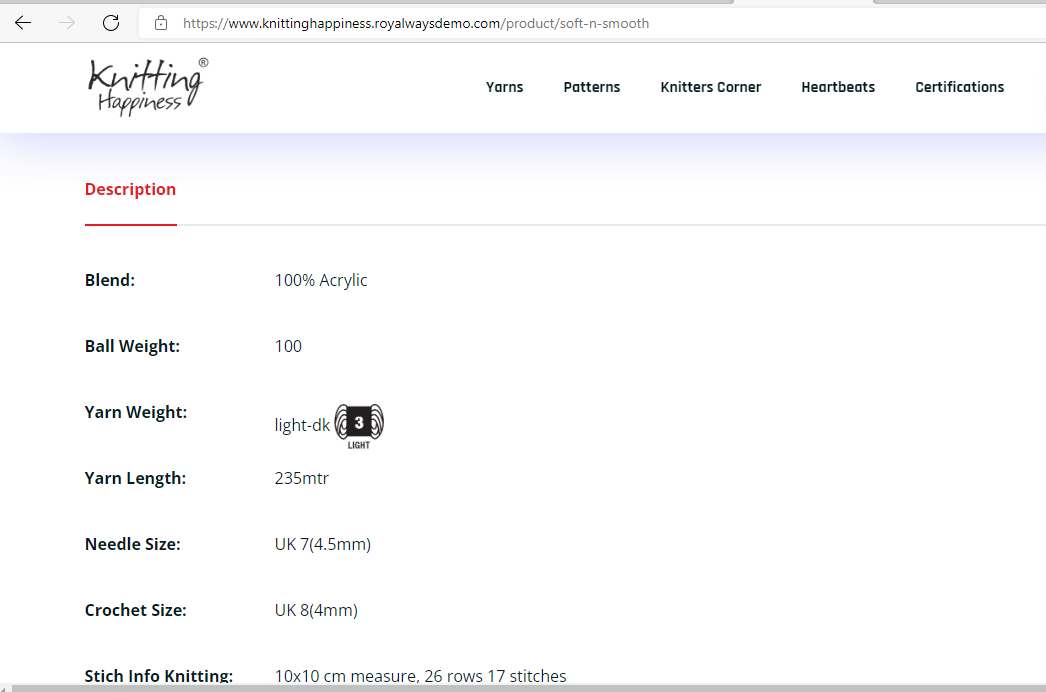 https://www.knittinghappiness.royalwaysdemo.com/product/soft-n-smooth
Knitting®
Happiness
Yarns Patterns Knitters Corner Heartbeats Certifications
Description
Blend: 100% Acrylic
Ball Weight: 100
Yarn Weight: light-dk 3
LIGHT
Yarn Length: 235mtr
Needle Size: UK 7(4.5mm)
Crochet Size: UK 8(4mm)
Stich Info Knitting: 10x10 cm measure, 26 rows 17 stitches